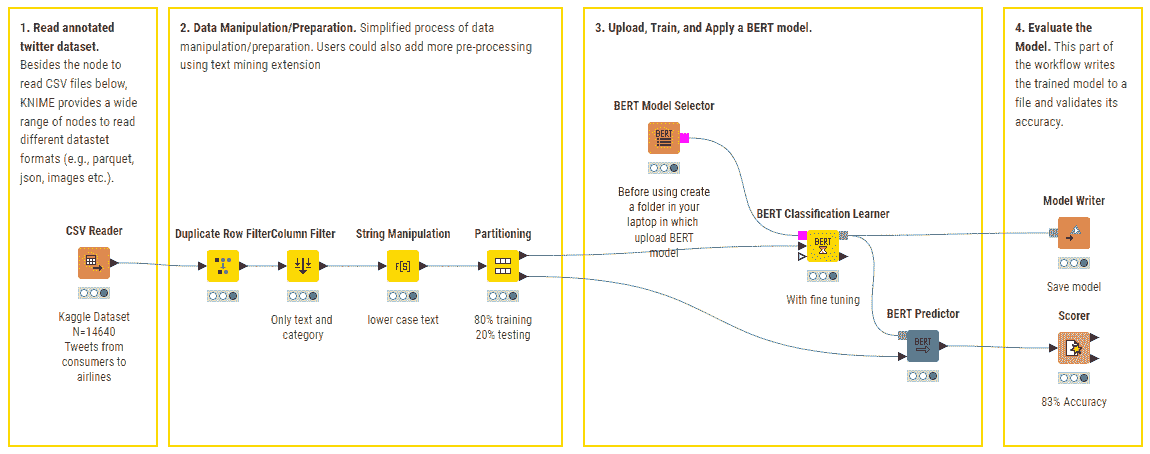 1. Read annotated
twitter dataset.
Besides the node to
read CSV files below,
KNIME provides a wide
range of nodes to read
different datastet
formats (e.g., parquet,
json, images etc.).
CSV Reader
Kaggle Dataset
N=14640
Tweets from
consumers to
airlines
2. Data Manipulation/Preparation. Simplified process of data
manipulation/preparation. Users could also add more pre-processing
using text mining extension
Duplicate Row Filter
Column Filter
Only text and
category
String Manipulation
f[S]
lower case text
Partitioning
80% training
20% testing
3. Upload, Train, and Apply a BERT model.
BERT Model Selector
BERT
Before using create
a folder in your
laptop in which
upload BERT
model
BERT Classification Learner
BERT
With fine tuning
BERT Predictor
BERT
4. Evaluate the
Model. This part of
the workflow writes
the trained model to a
file and validates its
accuracy.
Model Writer
Save model
Scorer
83% Accuracy